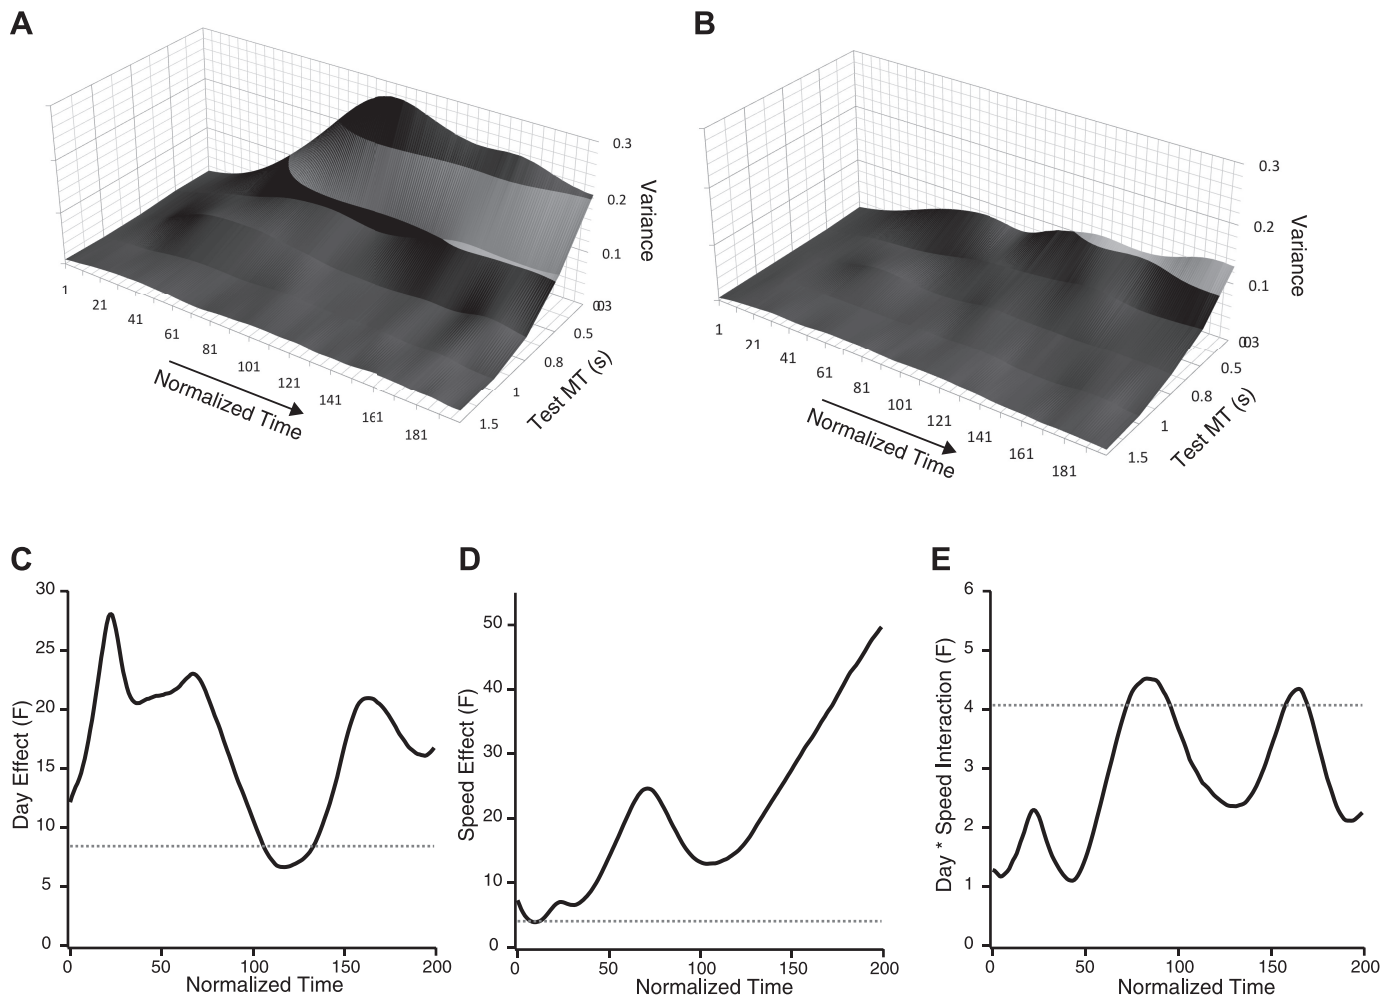 A
0.3
0.2
0.1
Variance
1
21
41
61
81
101
121
141
161
181
Normalized Time
03
0.5
0.8
1
1.5
Test MT (s)
B
0.3
0.2
0.1
Variance
1
21
41
61
81
101
121
141
161
181
Normalized Time
03
0.5
0.8
1
1.5
Test MT (s)
C
30
25
20
15
10
5
0
Day Effect (F)
0 50 100 150 200
Normalized Time
D
50
40
30
20
10
0
Speed Effect (F)
0 50 100 150 200
Normalized Time
E
6
5
4
3
2
1
0
Day * Speed Interaction (F)
0 50 100 150 200
Normalized Time